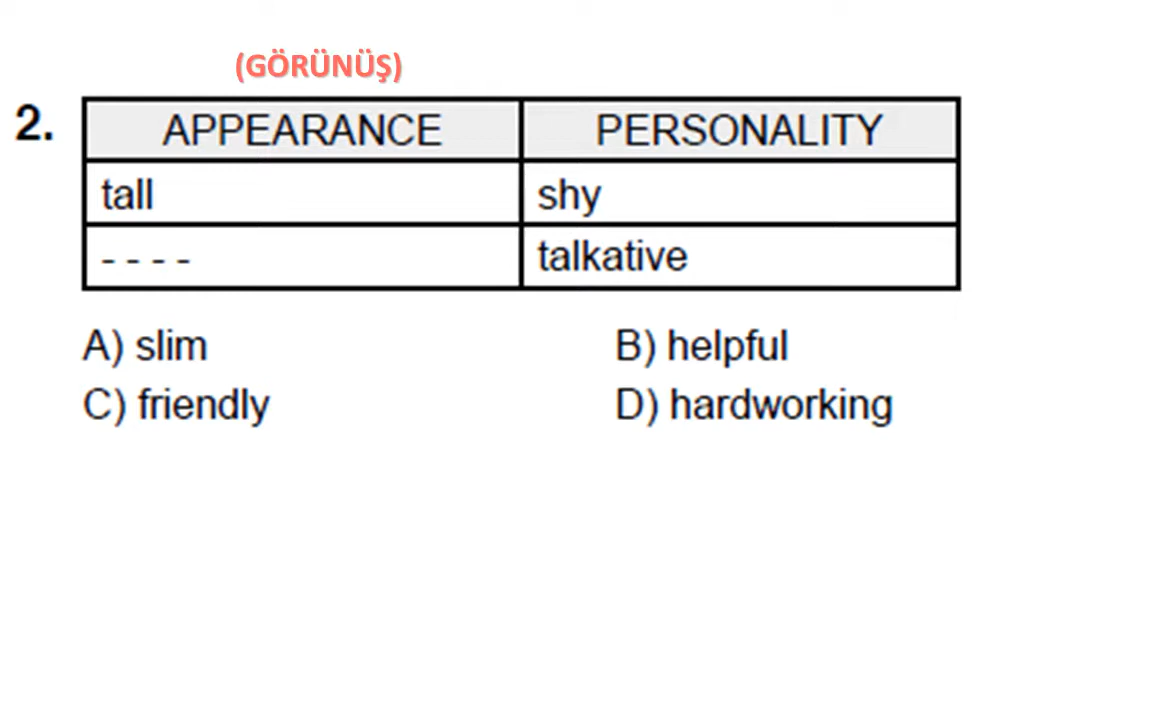 (GÖRÜNÜŞ)
2. APPEARANCE PERSONALITY
tall shy
- - - - talkative
A) slim B) helpful
C) friendly D) hardworking